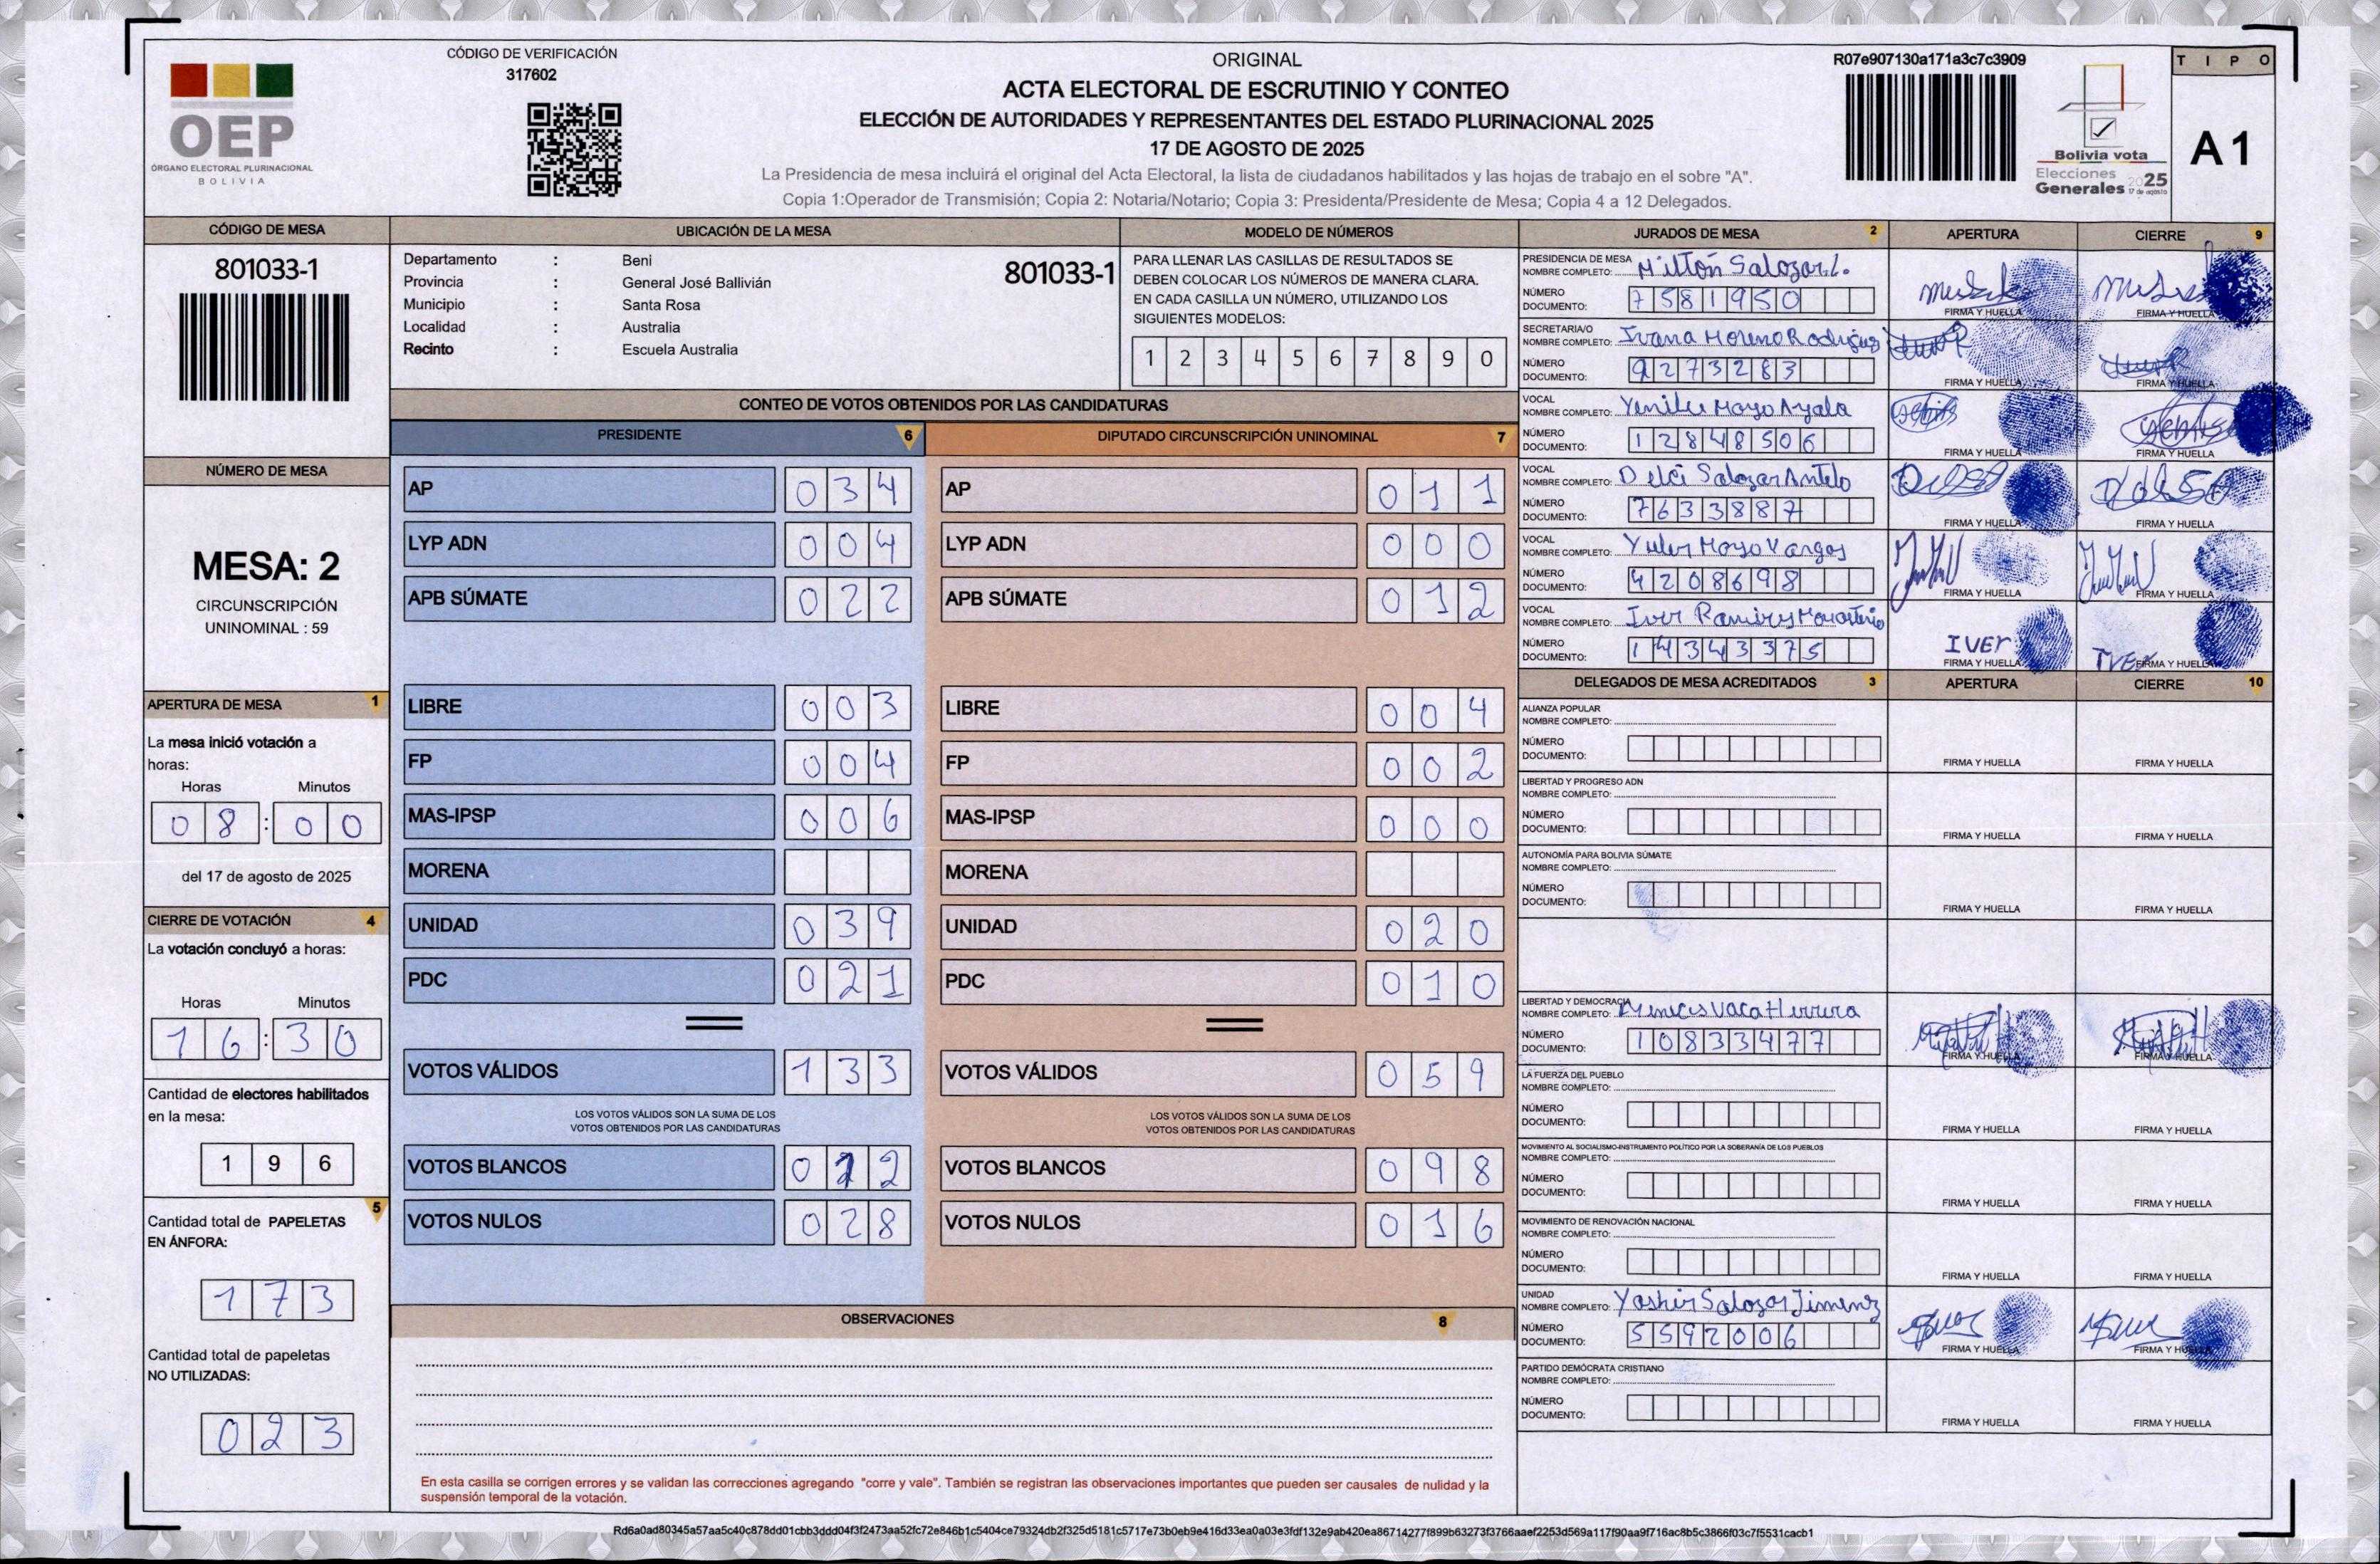 CÓDIGO DE VERIFICACIÓN
317602
OEP
ÓRGANO ELECTORAL PLURINACIONAL
BOLIVIA
ORIGINAL
ACTA ELECTORAL DE ESCRUTINIO Y CONTEO
ELECCIÓN DE AUTORIDADES Y REPRESENTANTES DEL ESTADO PLURINACIONAL 2025
17 DE AGOSTO DE 2025
La Presidencia de mesa incluirá el original del Acta Electoral, la lista de ciudadanos habilitados y las hojas de trabajo en el sobre "A".
Copia 1:Operador de Transmisión; Copia 2: Notaria/Notario; Copia 3: Presidenta/Presidente de Mesa; Copia 4 a 12 Delegados.
R07e907130a171a3c7c3909
Bolivia vota
Elecciones
Generales 2025
17 de agosto
TIPO
A1
CÓDIGO DE MESA
801033-1
NÚMERO DE MESA
MESA: 2
CIRCUNSCRIPCIÓN
UNINOMINAL : 59
APERTURA DE MESA 1
La mesa inició votación a
horas:
Horas Minutos
08:00
del 17 de agosto de 2025
CIERRE DE VOTACIÓN 4
La votación concluyó a horas:
Horas Minutos
16:30
Cantidad de electores habilitados
en la mesa:
196
5
Cantidad total de PAPELETAS
EN ÁNFORA:
173
Cantidad total de papeletas
NO UTILIZADAS:
023
UBICACIÓN DE LA MESA
Departamento : Beni
801033-1
Provincia : General José Ballivián
Municipio : Santa Rosa
Localidad : Australia
Recinto : Escuela Australia
MODELO DE NÚMEROS
PARA LLENAR LAS CASILLAS DE RESULTADOS SE
DEBEN COLOCAR LOS NÚMEROS DE MANERA CLARA.
EN CADA CASILLA UN NÚMERO, UTILIZANDO LOS
SIGUIENTES MODELOS:
1 2 3 4 5 6 7 8 9 0
CONTEO DE VOTOS OBTENIDOS POR LAS CANDIDATURAS
PRESIDENTE 6
AP 034
LYP ADN 004
APB SÚMATE 022
LIBRE 003
FP 004
MAS-IPSP 006
MORENA
UNIDAD 039
PDC 021
VOTOS VÁLIDOS 133
LOS VOTOS VÁLIDOS SON LA SUMA DE LOS
VOTOS OBTENIDOS POR LAS CANDIDATURAS
VOTOS BLANCOS 012
VOTOS NULOS 028
DIPUTADO CIRCUNSCRIPCIÓN UNINOMINAL 7
AP 011
LYP ADN 000
APB SÚMATE 012
LIBRE 004
FP 002
MAS-IPSP 000
MORENA
UNIDAD 020
PDC 010
VOTOS VÁLIDOS 059
LOS VOTOS VÁLIDOS SON LA SUMA DE LOS
VOTOS OBTENIDOS POR LAS CANDIDATURAS
VOTOS BLANCOS 098
VOTOS NULOS 016
OBSERVACIONES 8
En esta casilla se corrigen errores y se validan las correcciones agregando "corre y vale". También se registran las observaciones importantes que pueden ser causales de nulidad y la
suspensión temporal de la votación.
JURADOS DE MESA 2 APERTURA CIERRE 9
PRESIDENCIA DE MESA
NOMBRE COMPLETO: Miltón Salazar.L.
NÚMERO
DOCUMENTO: 7581950
FIRMA Y HUELLA FIRMA Y HUELLA
SECRETARIA/O
NOMBRE COMPLETO: Ivana Moreno Rodriguez
NÚMERO
DOCUMENTO: 9273283
FIRMA Y HUELLA FIRMA Y HUELLA
VOCAL
NOMBRE COMPLETO: Moyo Ayala
NÚMERO
DOCUMENTO: 12848506
FIRMA Y HUELLA FIRMA Y HUELLA
VOCAL
NOMBRE COMPLETO: Delci Salazar Antelo
NÚMERO
DOCUMENTO: 7633887
FIRMA Y HUELLA FIRMA Y HUELLA
VOCAL
NOMBRE COMPLETO: Moyo Vargas
NÚMERO
DOCUMENTO: 4208698
FIRMA Y HUELLA FIRMA Y HUELLA
VOCAL
NOMBRE COMPLETO: Iver
NÚMERO
DOCUMENTO: 14343375
IVER IVER
FIRMA Y HUELLA FIRMA Y HUELLA
DELEGADOS DE MESA ACREDITADOS 3 APERTURA CIERRE 10
ALIANZA POPULAR
NOMBRE COMPLETO:
NÚMERO
DOCUMENTO:
FIRMA Y HUELLA FIRMA Y HUELLA
LIBERTAD Y PROGRESO ADN
NOMBRE COMPLETO:
NÚMERO
DOCUMENTO:
FIRMA Y HUELLA FIRMA Y HUELLA
AUTONOMÍA PARA BOLIVIA SÚMATE
NOMBRE COMPLETO:
NÚMERO
DOCUMENTO:
FIRMA Y HUELLA FIRMA Y HUELLA
LIBERTAD Y DEMOCRACIA
NOMBRE COMPLETO: Vaca Herrera
NÚMERO
DOCUMENTO: 10833477
FIRMA Y HUELLA FIRMA Y HUELLA
LA FUERZA DEL PUEBLO
NOMBRE COMPLETO:
NÚMERO
DOCUMENTO:
FIRMA Y HUELLA FIRMA Y HUELLA
MOVIMIENTO AL SOCIALISMO-INSTRUMENTO POLÍTICO POR LA SOBERANÍA DE LOS PUEBLOS
NOMBRE COMPLETO:
NÚMERO
DOCUMENTO:
FIRMA Y HUELLA FIRMA Y HUELLA
MOVIMIENTO DE RENOVACIÓN NACIONAL
NOMBRE COMPLETO:
NÚMERO
DOCUMENTO:
FIRMA Y HUELLA FIRMA Y HUELLA
UNIDAD
NOMBRE COMPLETO: Yashir Salazar Jimenez
NÚMERO
DOCUMENTO: 5592006
FIRMA Y HUELLA FIRMA Y HUELLA
PARTIDO DEMÓCRATA CRISTIANO
NOMBRE COMPLETO:
NÚMERO
DOCUMENTO:
FIRMA Y HUELLA FIRMA Y HUELLA